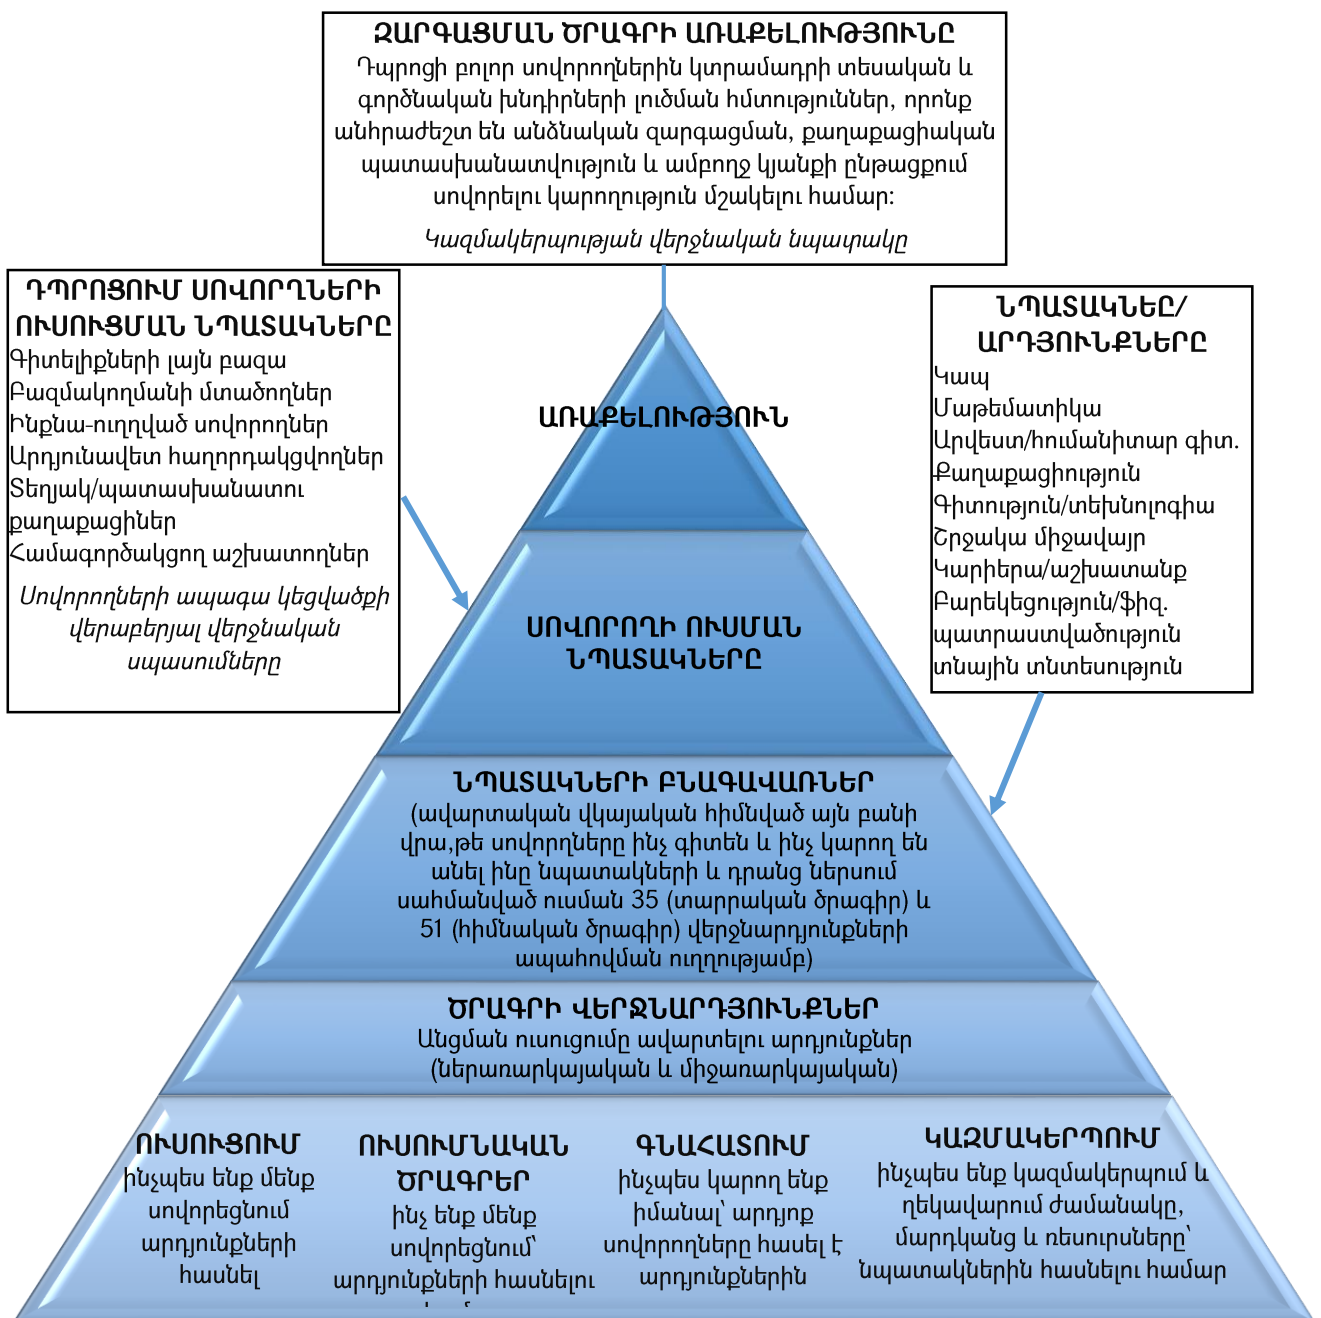 ԶԱՐԳԱՑՄԱՆ ԾՐԱԳՐԻ ԱՌԱՔԵԼՈՒԹՅՈՒՆԸ
Դպրոցի բոլոր սովորողներին կտրամադրի տեսական և
գործնական խնդիրների լուծման հմտություններ, որոնք
անհրաժեշտ են անձնական զարգացման, քաղաքացիական
պատասխանատվություն և ամբողջ կյանքի ընթացքում
սովորելու կարողություն մշակելու համար:
Կազմակերպության վերջնական նպատակը
ԴՊՐՈՑՈՒՄ ՍՈՎՈՐՂՆԵՐԻ
ՈՒՍՈՒՑՄԱՆ ՆՊԱՏԱԿՆԵՐԸ
Գիտելիքների լայն բազա
Բազմակողմանի մտածողներ
Ինքնա-ուղղված սովորողներ
Արդյունավետ հաղորդակցվողներ
Տեղյակ/պատասխանատու
քաղաքացիներ
Համագործակցող աշխատողներ
Սովորողների ապագա կեցվածքի
վերաբերյալ վերջնական
սպասումները
ՆՊԱՏԱԿՆԵԸ/
ԱՐԴՅՈՒՆՔՆԵՐԸ
Կապ
Մաթեմատիկա
Արվեստ/հումանիտար գիտ.
Քաղաքացիություն
Գիտություն/տեխնոլոգիա
Շրջակա միջավայր
Կարիերա/աշխատանք
Բարեկեցություն/ֆիզ.
պատրաստվածություն
տնային տնտեսություն
ԱՌԱՔԵԼՈՒԹՅՈՒՆ
ՍՈՎՈՐՈՂԻ ՈՒՍՄԱՆ
ՆՊԱՏԱԿՆԵՐԸ
ՆՊԱՏԱԿՆԵՐԻ ԲՆԱԳԱՎԱՌՆԵՐ
(ավարտական վկայական հիմնված այն բանի
վրա,թե սովորղները ինչ գիտեն և ինչ կարող են
անել ինը նպատակների և դրանց ներսում
սահմանված ուսման 35 (տարրական ծրագիր) և
51 (հիմնական ծրագիր) վերջնարդյունքների
ապահովման ուղղությամբ)
ԾՐԱԳՐԻ ՎԵՐՋՆԱՐԴՅՈՒՆՔՆԵՐ
Անցման ուսուցումը ավարտելու արդյունքներ
(ներառարկայական և միջառարկայական)
ՈՒՍՈՒՑՈՒՄ
ինչպես ենք մենք
սովորեցնում
արդյունքների
հասնել
ՈՒՍՈՒՄՆԱԿԱՆ
ԾՐԱԳՐԵՐ
ինչ ենք մենք
սովորեցնում՝
արդյունքների հասնելու
ԳՆԱՀԱՏՈՒՄ
ինչպես կարող ենք
իմանալ՝ արդյոք
սովորողները հասել է
արդյունքներին
ԿԱԶՄԱԿԵՐՊՈՒՄ
ինչպես ենք կազմակերպում և
ղեկավարում ժամանակը,
մարդկանց և ռեսուրսները՝
նպատակներին հասնելու համար